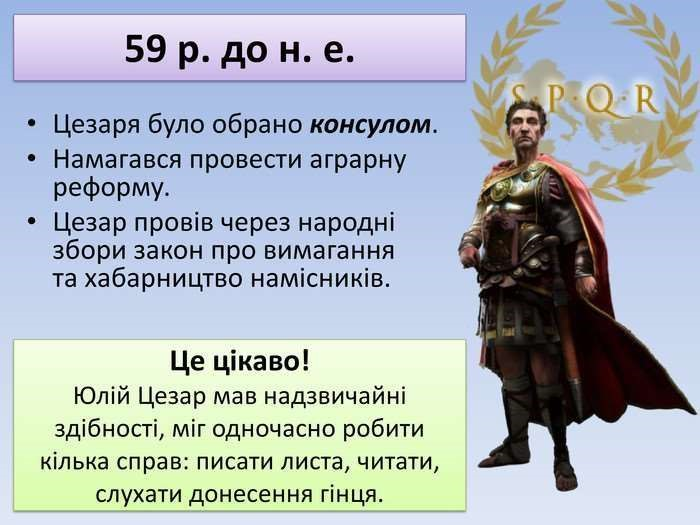 59 р. до н. е.
S·P·Q·R
• Цезаря було обрано консулом.
• Намагався провести аграрну
реформу.
• Цезар провів через народні
збори закон про вимагання
та хабарництво намісників.
Це цікаво!
Юлій Цезар мав надзвичайні
здібності, міг одночасно робити
кілька справ: писати листа, читати,
слухати донесення гінця.